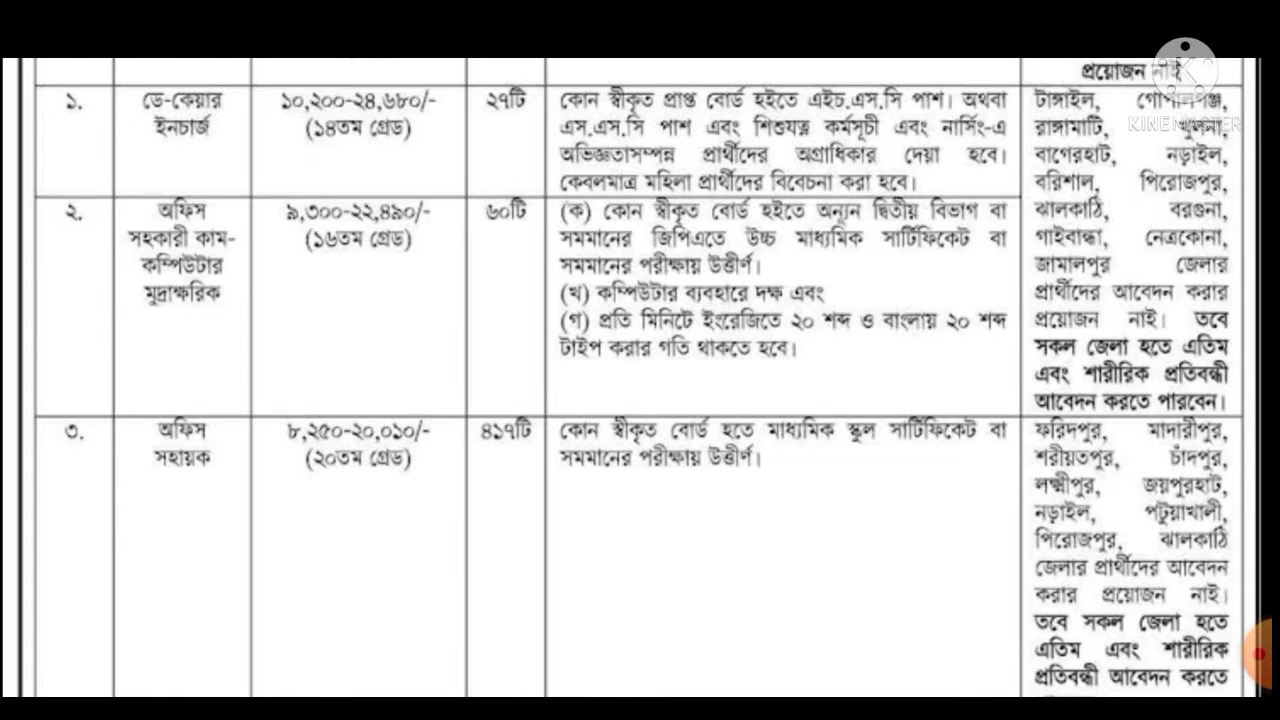 প্রয়োজন নাই
KINEMASTER
১.
ডে-কেয়ার
ইনচার্জ
১০,২০০-২৪,৬৮০/-
(১৪তম গ্রেড)
২৭টি
কোন স্বীকৃত প্রাপ্ত বোর্ড হইতে এইচ.এস.সি পাশ। অথবা
এস.এস.সি পাশ এবং শিশুযত্ন কর্মসূচী এবং নার্সিং-এ
অভিজ্ঞতাসম্পন্ন প্রার্থীদের অগ্রাধিকার দেয়া হবে।
কেবলমাত্র মহিলা প্রার্থীদের বিবেচনা করা হবে।
টাঙ্গাইল, গোপালগঞ্জ,
রাঙ্গামাটি, খুলনা,
বাগেরহাট, নড়াইল,
বরিশাল, পিরোজপুর,
ঝালকাঠি, বরগুনা,
গাইবান্ধা, নেত্রকোনা,
জামালপুর জেলার
প্রার্থীদের আবেদন করার
প্রয়োজন নাই। তবে
সকল জেলা হতে এতিম
এবং শারীরিক প্রতিবন্ধী
আবেদন করতে পারবেন।
২.
অফিস
সহকারী কাম-
কম্পিউটার
মুদ্রাক্ষরিক
৯,৩০০-২২,৪৯০/-
(১৬তম গ্রেড)
৬০টি
(ক) কোন স্বীকৃত বোর্ড হইতে অন্যূন দ্বিতীয় বিভাগ বা
সমমানের জিপিএতে উচ্চ মাধ্যমিক সার্টিফিকেট বা
সমমানের পরীক্ষায় উত্তীর্ণ।
(খ) কম্পিউটার ব্যবহারে দক্ষ এবং
(গ) প্রতি মিনিটে ইংরেজিতে ২০ শব্দ ও বাংলায় ২০ শব্দ
টাইপ করার গতি থাকতে হবে।
৩.
অফিস
সহায়ক
৮,২৫০-২০,০১০/-
(২০তম গ্রেড)
৪১৭টি
কোন স্বীকৃত বোর্ড হতে মাধ্যমিক স্কুল সার্টিফিকেট বা
সমমানের পরীক্ষায় উত্তীর্ণ।
ফরিদপুর, মাদারীপুর,
শরীয়তপুর, চাঁদপুর,
লক্ষ্মীপুর, জয়পুরহাট,
নড়াইল, পটুয়াখালী,
পিরোজপুর, ঝালকাঠি
জেলার প্রার্থীদের আবেদন
করার প্রয়োজন নাই।
তবে সকল জেলা হতে
এতিম এবং শারীরিক
প্রতিবন্ধী আবেদন করতে